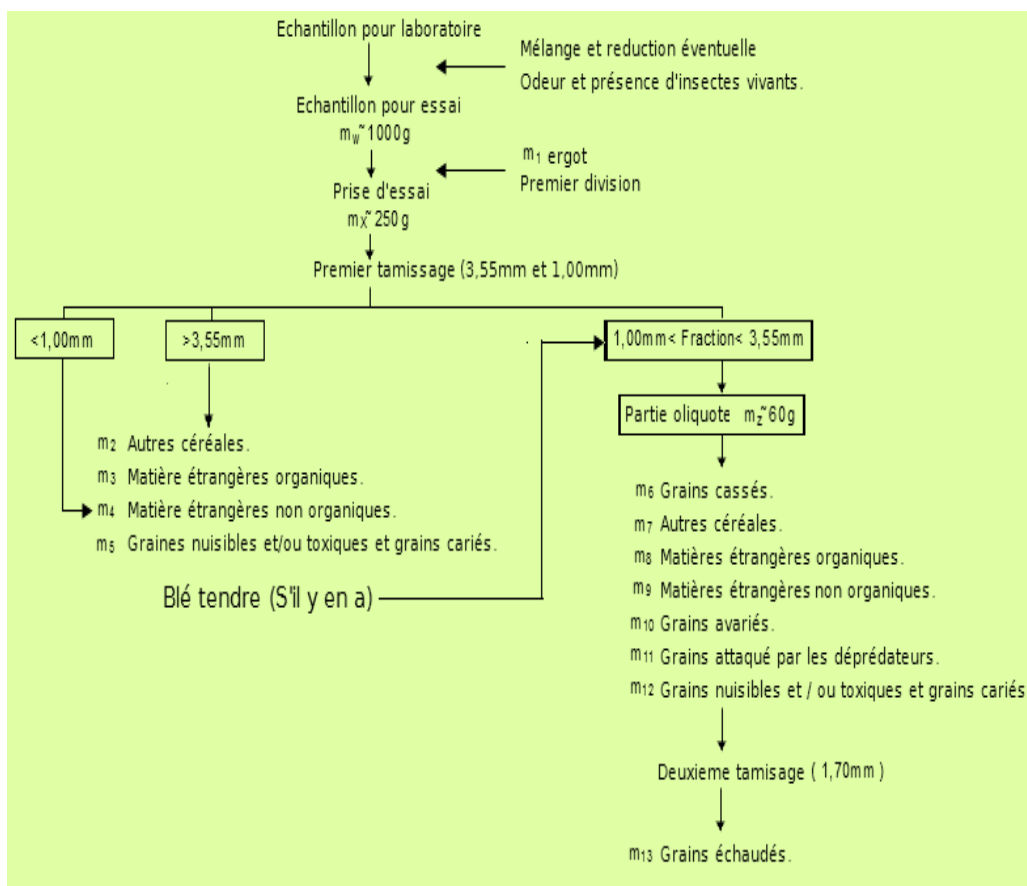 Echantillon pour laboratoire
Mélange et reduction éventuelle
Odeur et présence d'insectes vivants.
Echantillon pour essai
mw~1000g
m1 ergot
Premier division
Prise d'essai
mx~250g
Premier tamissage (3,55mm et 1,00mm)
<1,00mm
>3,55mm
1,00mm< Fraction< 3,55mm
Partie oliquote mz~60g
m2 Autres céréales.
m3 Matière étrangères organiques.
m4 Matière étrangères non organiques.
m5 Graines nuisibles et/ou toxiques et grains cariés.
Blé tendre (S'il y en a)
m6 Grains cassés.
m7 Autres céréales.
m8 Matières étrangères organiques.
m9 Matières étrangères non organiques.
m10 Grains avariés.
m11 Grains attaqué par les déprédateurs.
m12 Grains nuisibles et / ou toxiques et grains cariés
Deuxieme tamisage ( 1,70mm )
m13 Grains échaudés.